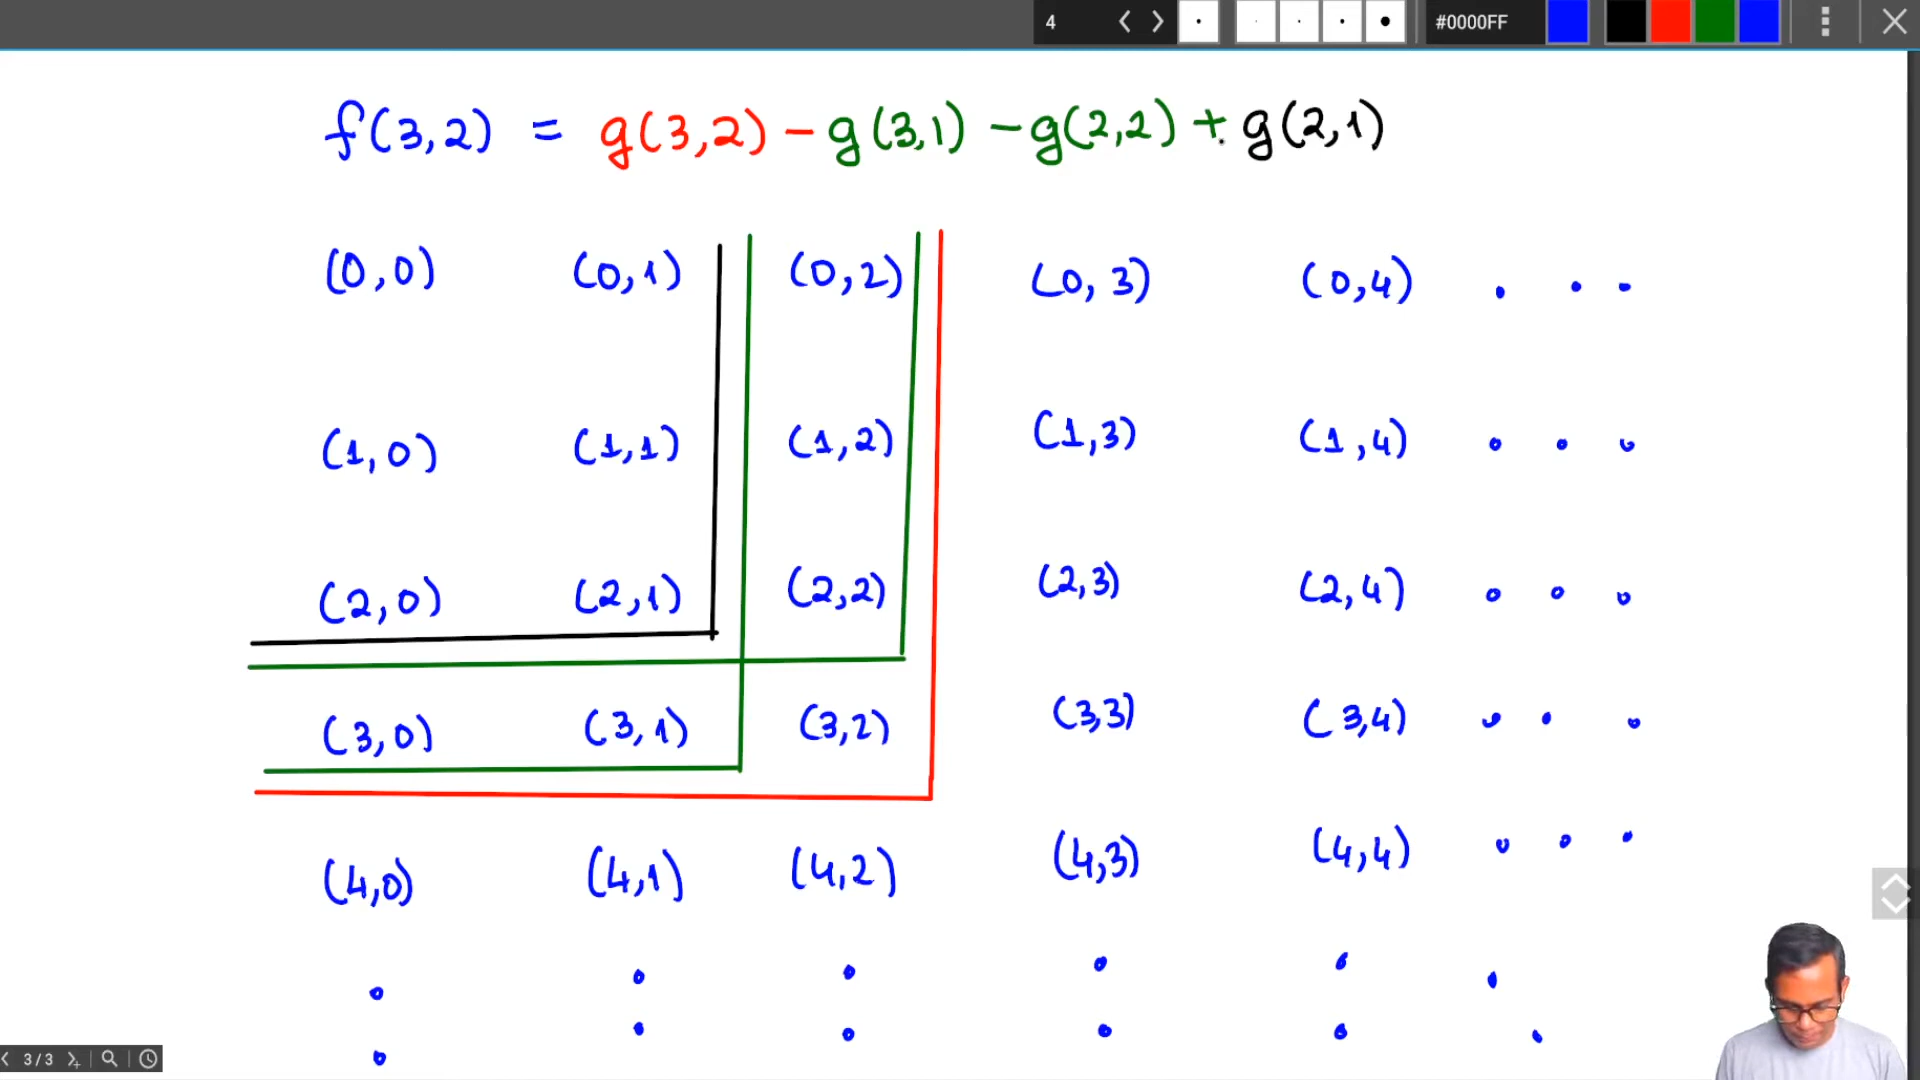 4 #0000FF
f(3,2) = g(3,2) - g(3,1) - g(2,2) + g(2,1)
(0,0) (0,1) (0,2) (0,3) (0,4) . . .
(1,0) (1,1) (1,2) (1,3) (1,4) . . .
(2,0) (2,1) (2,2) (2,3) (2,4) . . .
(3,0) (3,1) (3,2) (3,3) (3,4) . . .
(4,0) (4,1) (4,2) (4,3) (4,4) . . .
3/3